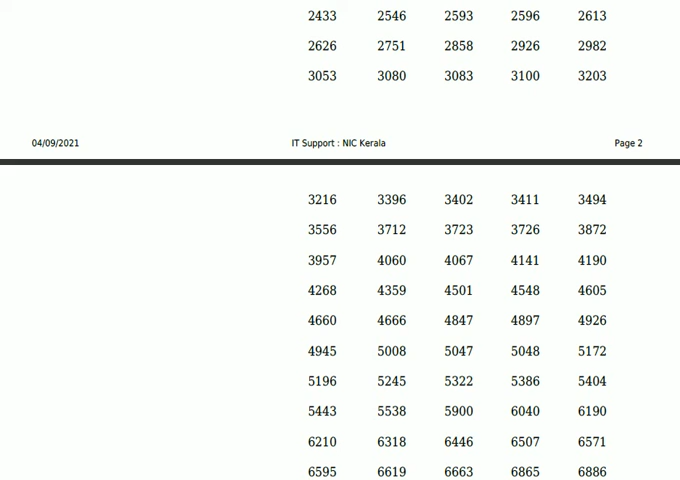 2433 2546 2593 2596 2613
2626 2751 2858 2926 2982
3053 3080 3083 3100 3203
04/09/2021 IT Support : NIC Kerala Page 2
3216 3396 3402 3411 3494
3556 3712 3723 3726 3872
3957 4060 4067 4141 4190
4268 4359 4501 4548 4605
4660 4666 4847 4897 4926
4945 5008 5047 5048 5172
5196 5245 5322 5386 5404
5443 5538 5900 6040 6190
6210 6318 6446 6507 6571
6595 6619 6663 6865 6886